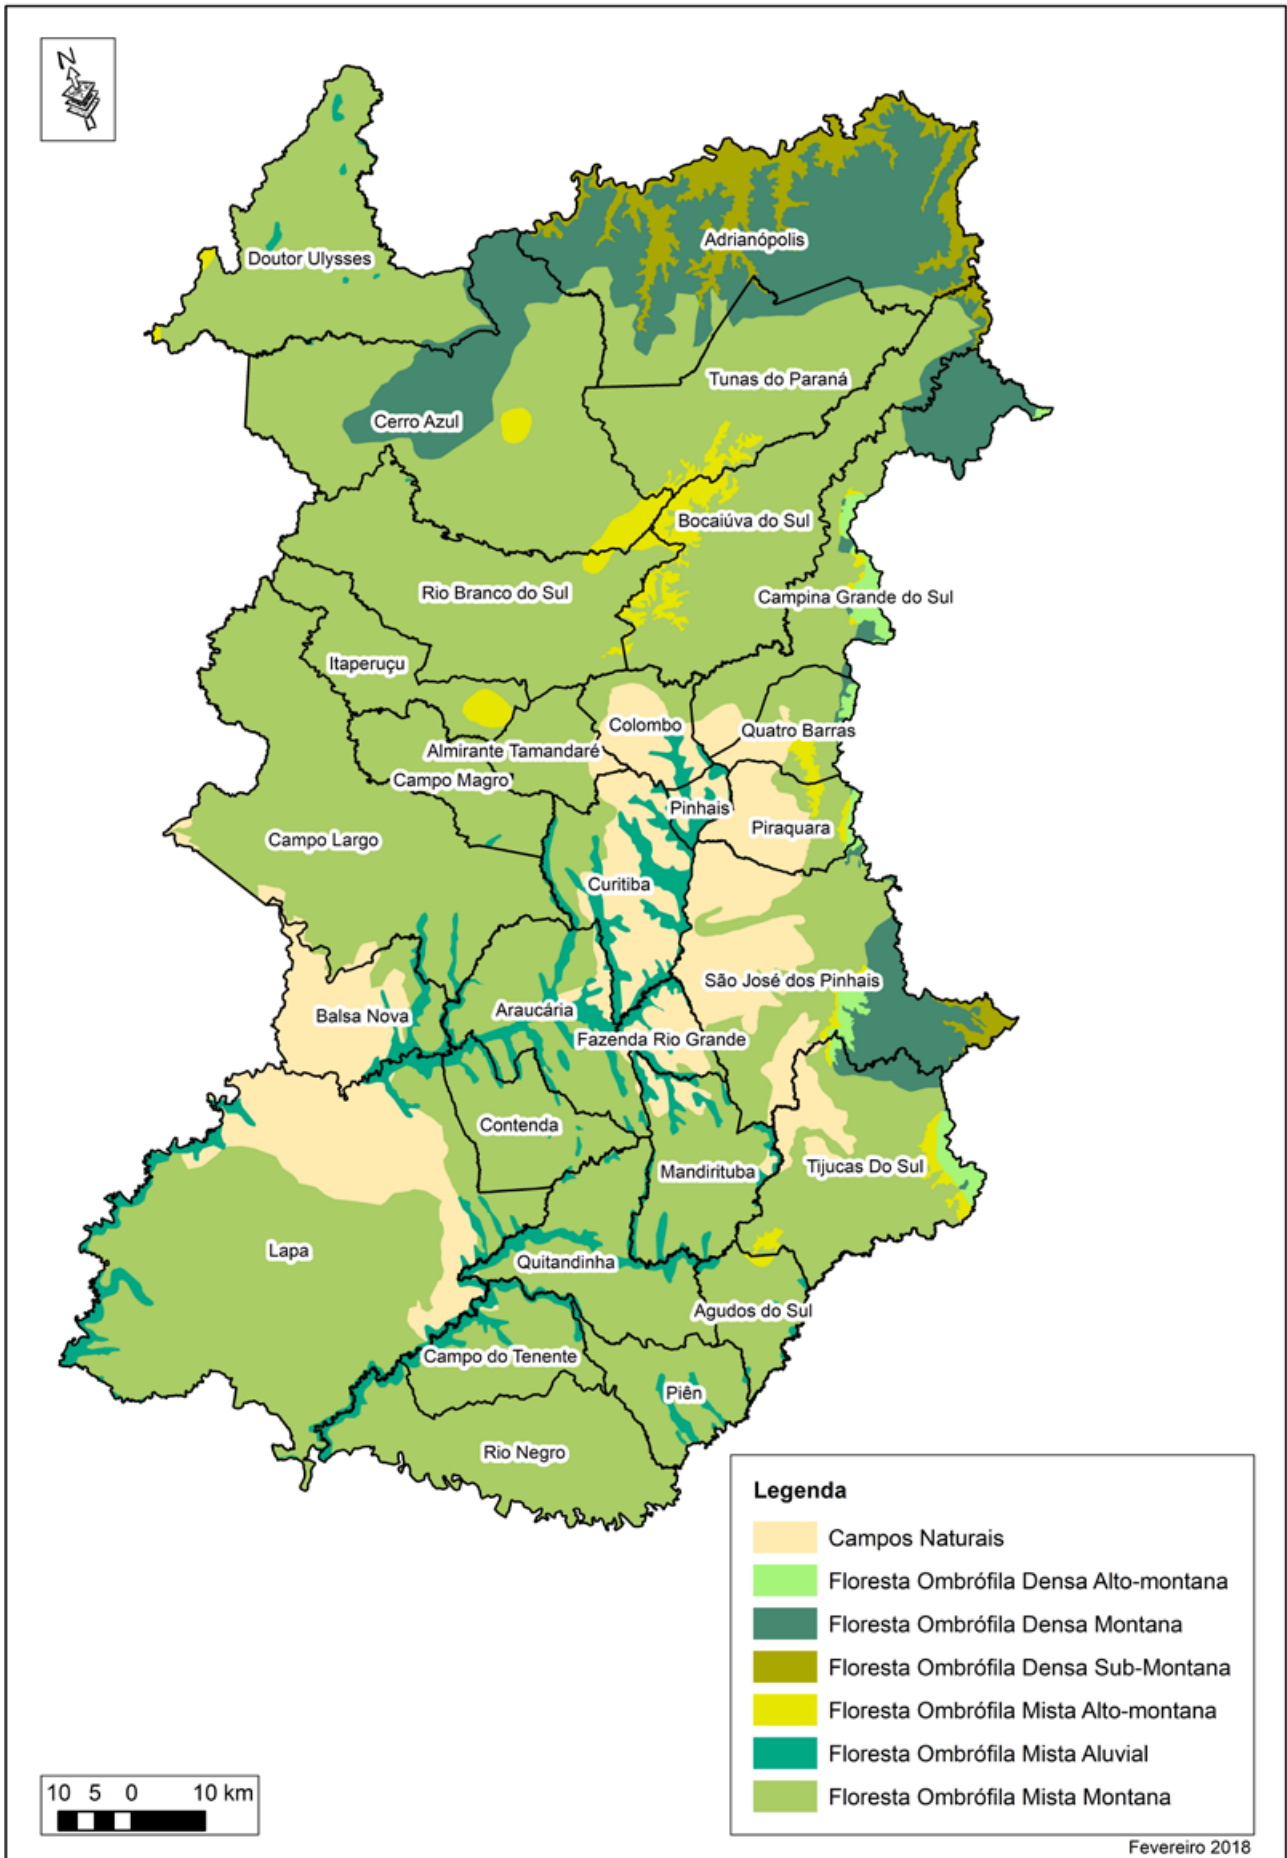 N
Doutor Ulysses
Adrianópolis
Tunas do Paraná
Cerro Azul
Bocaiúva do Sul
Rio Branco do Sul
Campina Grande do Sul
Itaperuçu
Colombo
Quatro Barras
Almirante Tamandaré
Campo Magro
Pinhais
Piraquara
Campo Largo
Curitiba
São José dos Pinhais
Balsa Nova
Araucária
Fazenda Rio Grande
Contenda
Mandirituba
Tijucas Do Sul
Lapa
Quitandinha
Agudos do Sul
Campo do Tenente
Piên
Rio Negro
Legenda
Campos Naturais
Floresta Ombrófila Densa Alto-montana
Floresta Ombrófila Densa Montana
Floresta Ombrófila Densa Sub-Montana
Floresta Ombrófila Mista Alto-montana
Floresta Ombrófila Mista Aluvial
Floresta Ombrófila Mista Montana
10 5 0 10 km
Fevereiro 2018